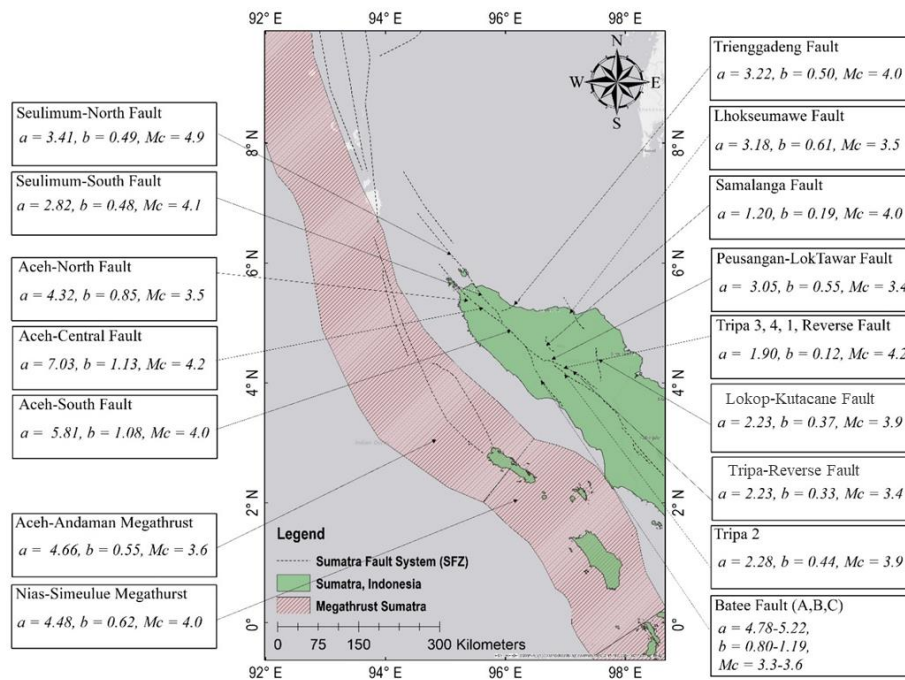 92° E 94° E 96° E 98° E
N
W E
S
8° N
6° N
4° N
2° N
0°
Seulimum-North Fault
a = 3.41, b = 0.49, Mc = 4.9
Seulimum-South Fault
a = 2.82, b = 0.48, Mc = 4.1
Aceh-North Fault
a = 4.32, b = 0.85, Mc = 3.5
Aceh-Central Fault
a = 7.03, b = 1.13, Mc = 4.2
Aceh-South Fault
a = 5.81, b = 1.08, Mc = 4.0
Aceh-Andaman Megathrust
a = 4.66, b = 0.55, Mc = 3.6
Nias-Simeulue Megathurst
a = 4.48, b = 0.62, Mc = 4.0
Trienggadeng Fault
a = 3.22, b = 0.50, Mc = 4.0
Lhokseumawe Fault
a = 3.18, b = 0.61, Mc = 3.5
Samalanga Fault
a = 1.20, b = 0.19, Mc = 4.0
Peusangan-LokTawar Fault
a = 3.05, b = 0.55, Mc = 3.4
Tripa 3, 4, 1, Reverse Fault
a = 1.90, b = 0.12, Mc = 4.2
Lokop-Kutacane Fault
a = 2.23, b = 0.37, Mc = 3.9
Tripa-Reverse Fault
a = 2.23, b = 0.33, Mc = 3.4
Tripa 2
a = 2.28, b = 0.44, Mc = 3.9
Batee Fault (A,B,C)
a = 4.78-5.22,
b = 0.80-1.19,
Mc = 3.3-3.6
Legend
Sumatra Fault System (SFZ)
Sumatra, Indonesia
Megathrust Sumatra
0 75 150 300 Kilometers
8° N
6° N
4° N
2° N
0°
92° E 94° E 96° E 98° E